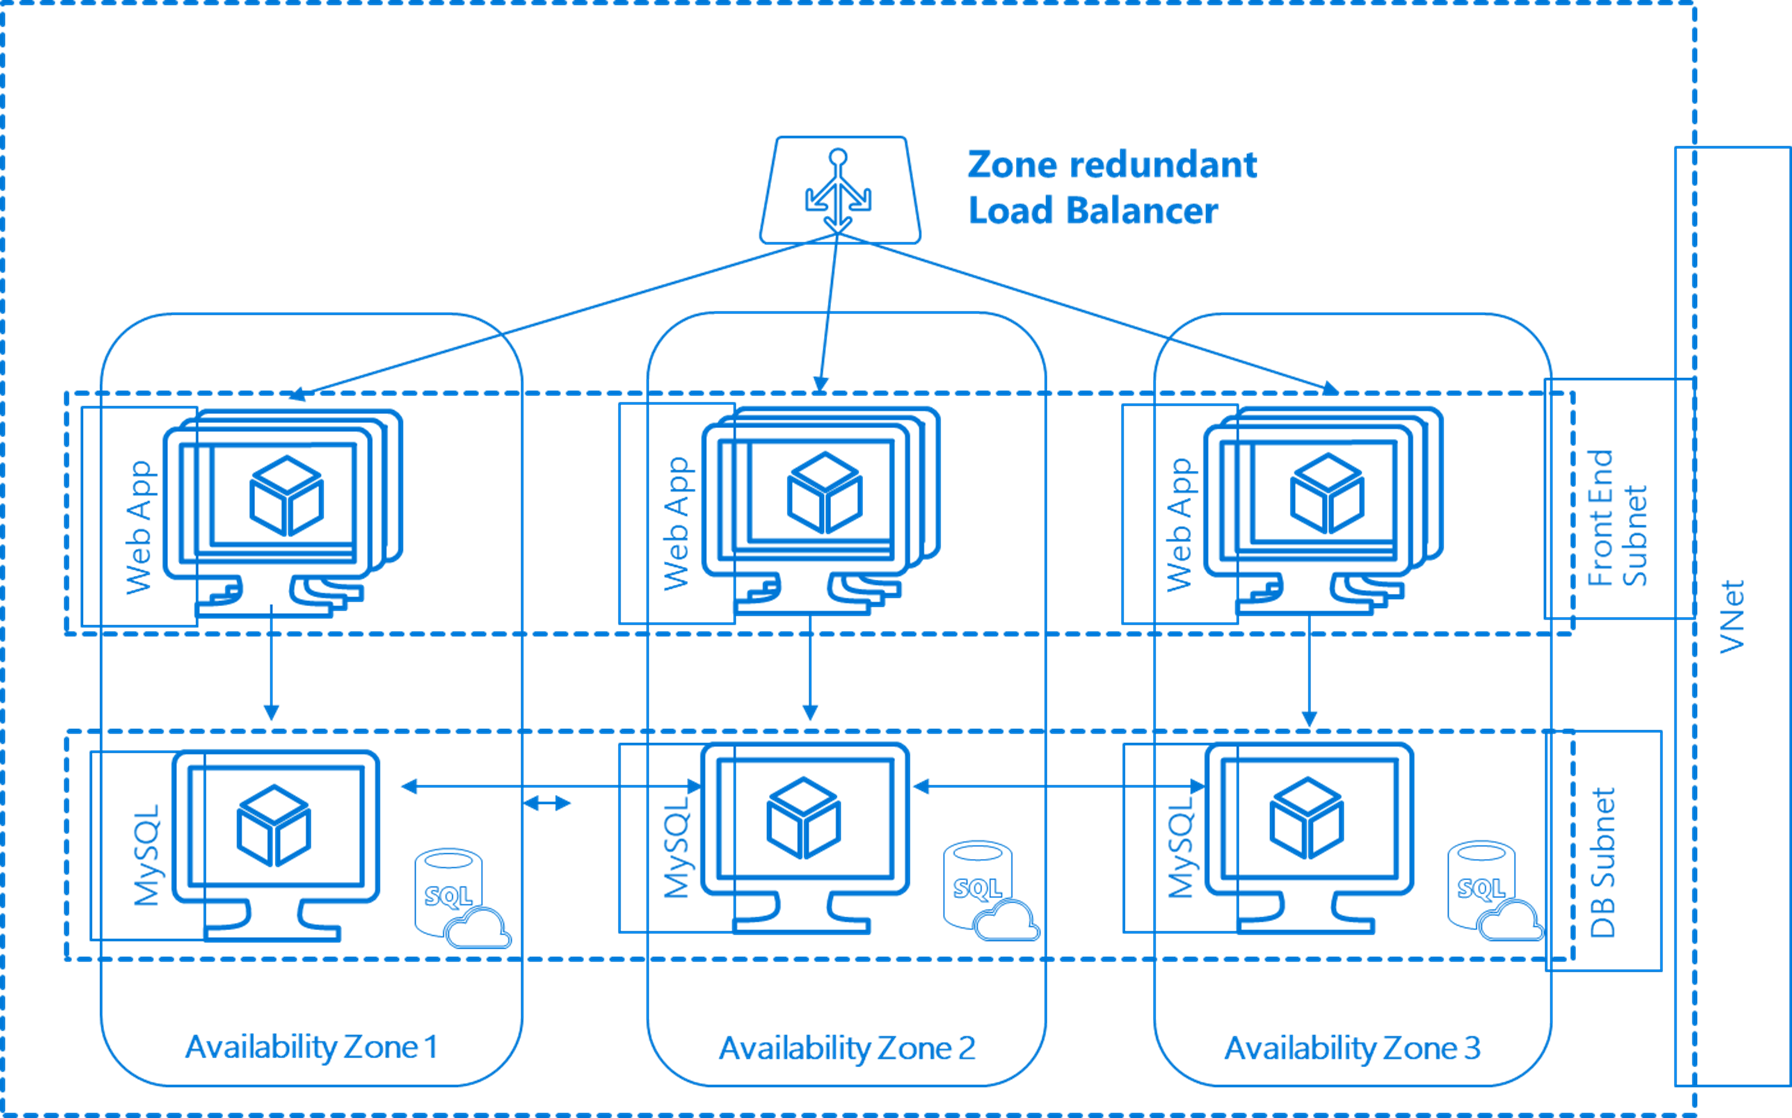 Zone redundant
Load Balancer
Web App
Web App
Web App
Front End
Subnet
VNet
MySQL
SQL
MySQL
SQL
MySQL
SQL
DB Subnet
Availability Zone 1
Availability Zone 2
Availability Zone 3